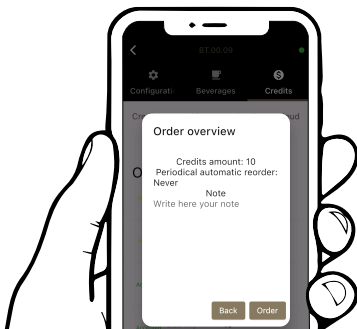 BT.00.09
Configurati
Beverages
Credits
Order overview
Credits amount: 10
Periodical automatic reorder:
Never
Note
Write here your note
Back
Order